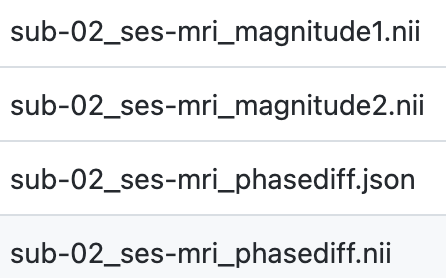 sub-02_ses-mri_magnitude1.nii
sub-02_ses-mri_magnitude2.nii
sub-02_ses-mri_phasediff.json
sub-02_ses-mri_phasediff.nii